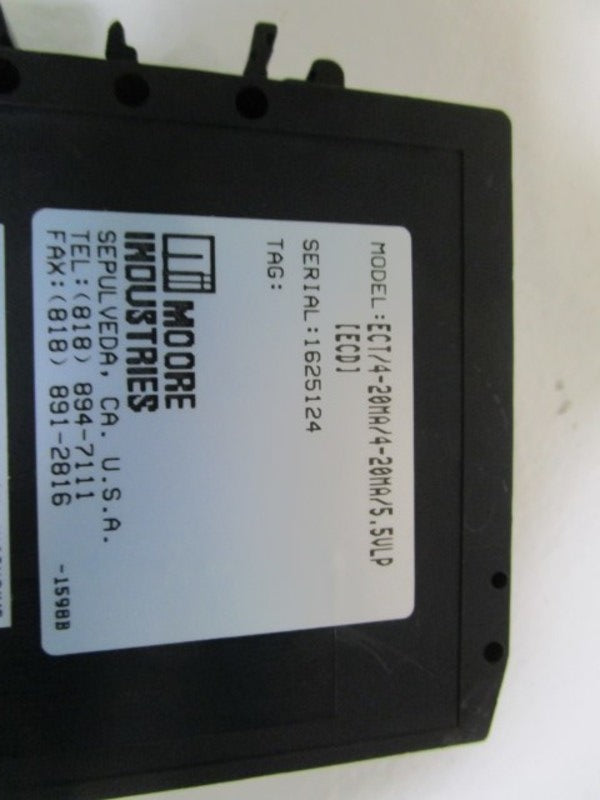 MODEL:ECT/4-20MA/4-20MA/5.5VLP
[ECD]
SERIAL:1625124
TAG:
MOORE
INDUSTRIES
SEPULVEDA, CA. U.S.A.
TEL:(818) 894-7111
FAX:(818) 891-2816 -1598B